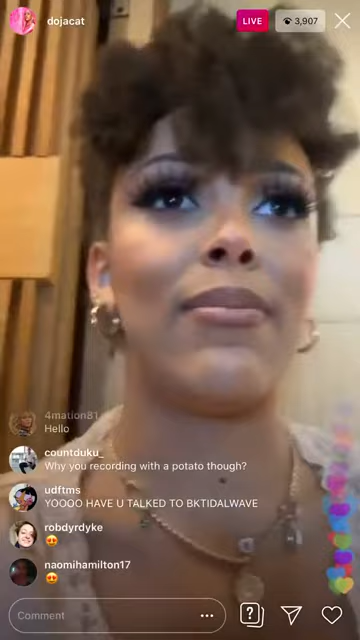 dojacat
LIVE
3,907
4mation81
Hello
countduku_
Why you recording with a potato though?
udftms
YOOOO HAVE U TALKED TO BKTIDALWAVE
robdyrdyke
😍
naomihamilton17
😍
Comment